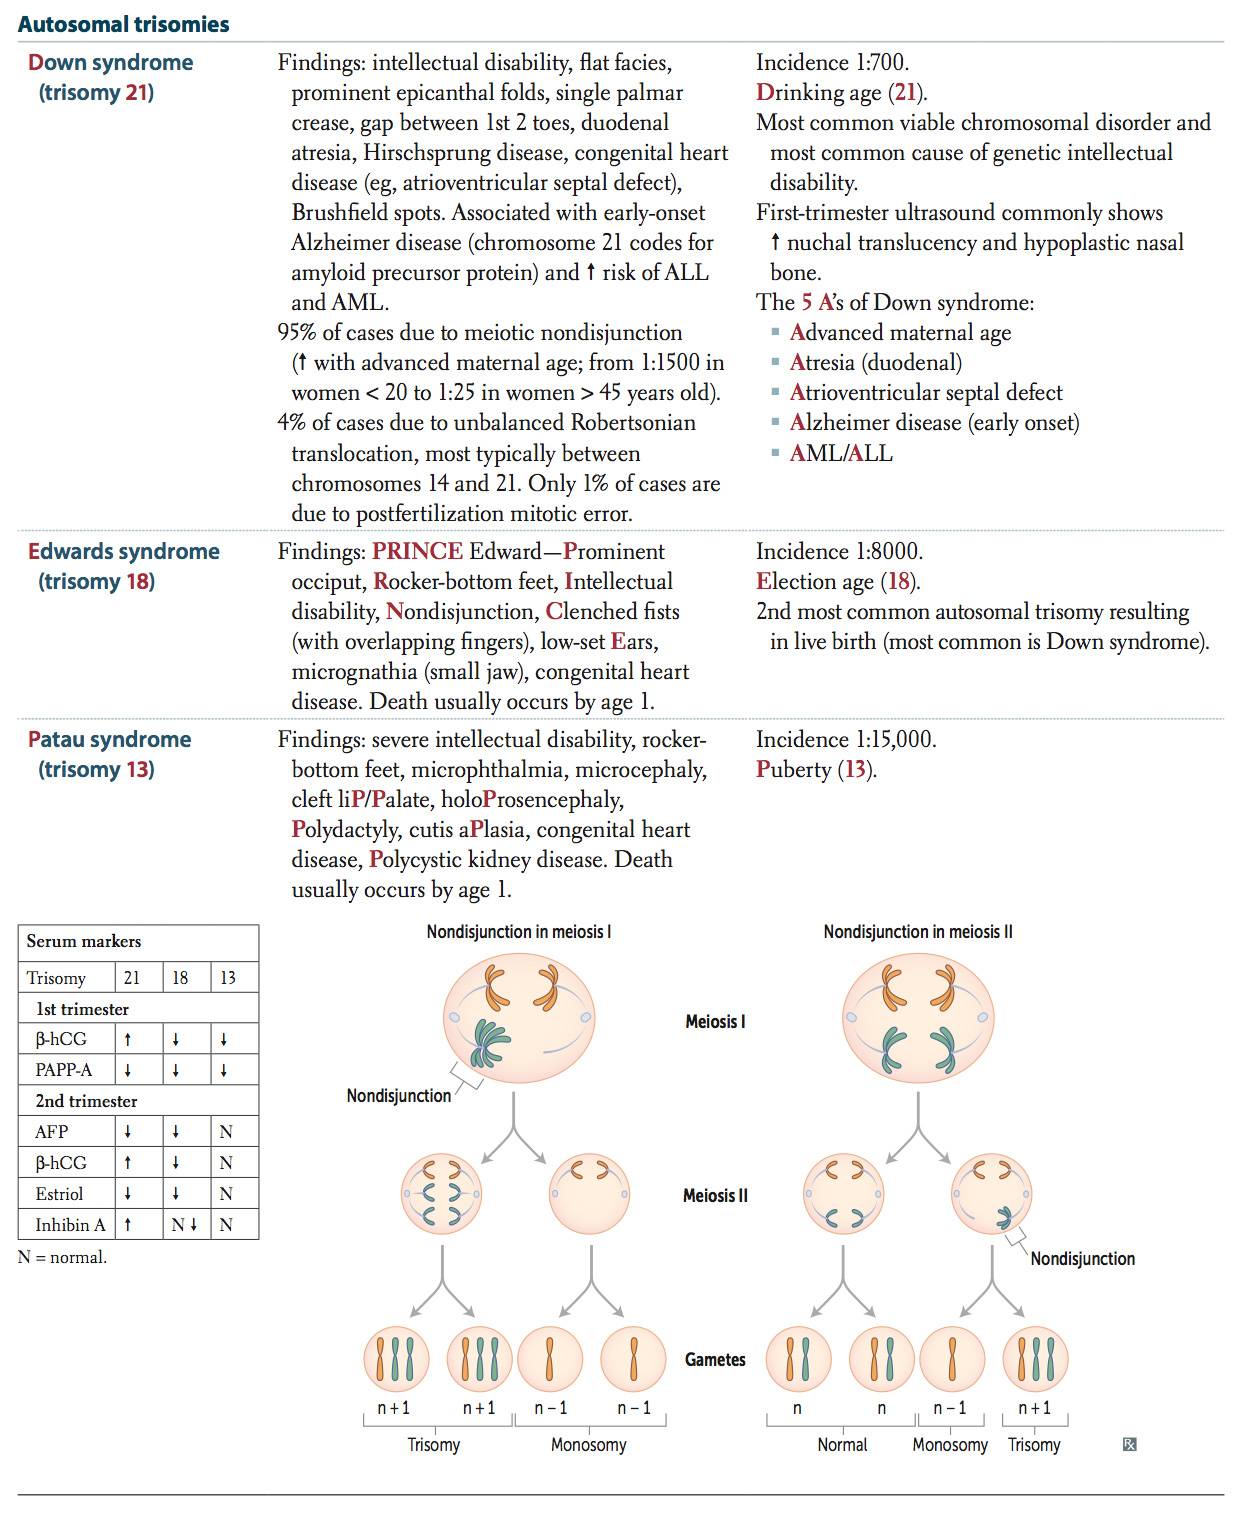 Autosomal trisomies
Down syndrome
(trisomy 21)
Findings: intellectual disability, flat facies,
prominent epicanthal folds, single palmar
crease, gap between 1st 2 toes, duodenal
atresia, Hirschsprung disease, congenital heart
disease (eg, atrioventricular septal defect),
Brushfield spots. Associated with early-onset
Alzheimer disease (chromosome 21 codes for
amyloid precursor protein) and ↑ risk of ALL
and AML.
95% of cases due to meiotic nondisjunction
(↑ with advanced maternal age; from 1:1500 in
women < 20 to 1:25 in women > 45 years old).
4% of cases due to unbalanced Robertsonian
translocation, most typically between
chromosomes 14 and 21. Only 1% of cases are
due to postfertilization mitotic error.
Incidence 1:700.
Drinking age (21).
Most common viable chromosomal disorder and
most common cause of genetic intellectual
disability.
First-trimester ultrasound commonly shows
↑ nuchal translucency and hypoplastic nasal
bone.
The 5 A's of Down syndrome:
▪ Advanced maternal age
▪ Atresia (duodenal)
▪ Atrioventricular septal defect
▪ Alzheimer disease (early onset)
▪ AML/ALL
Edwards syndrome
(trisomy 18)
Findings: PRINCE Edward—Prominent
occiput, Rocker-bottom feet, Intellectual
disability, Nondisjunction, Clenched fists
(with overlapping fingers), low-set Ears,
micrognathia (small jaw), congenital heart
disease. Death usually occurs by age 1.
Incidence 1:8000.
Election age (18).
2nd most common autosomal trisomy resulting
in live birth (most common is Down syndrome).
Patau syndrome
(trisomy 13)
Findings: severe intellectual disability, rocker-
bottom feet, microphthalmia, microcephaly,
cleft liP/Palate, holoProsencephaly,
Polydactyly, cutis aPlasia, congenital heart
disease, Polycystic kidney disease. Death
usually occurs by age 1.
Incidence 1:15,000.
Puberty (13).
Serum markers
Trisomy 21 18 13
1st trimester
β-hCG ↑ ↓ ↓
PAPP-A ↓ ↓ ↓
2nd trimester
AFP ↓ ↓ N
β-hCG ↑ ↓ N
Estriol ↓ ↓ N
Inhibin A ↑ N↓ N
N = normal.
Nondisjunction in meiosis I
Nondisjunction in meiosis II
Meiosis I
Nondisjunction
Meiosis II
Nondisjunction
Gametes
n + 1 n + 1 n – 1 n – 1
n n n – 1 n + 1
Trisomy Monosomy
Normal Monosomy Trisomy
Rx